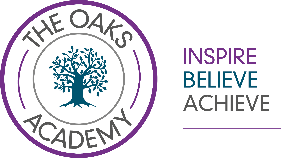 THE OAKS
ACADEMY
INSPIRE
BELIEVE
ACHIEVE